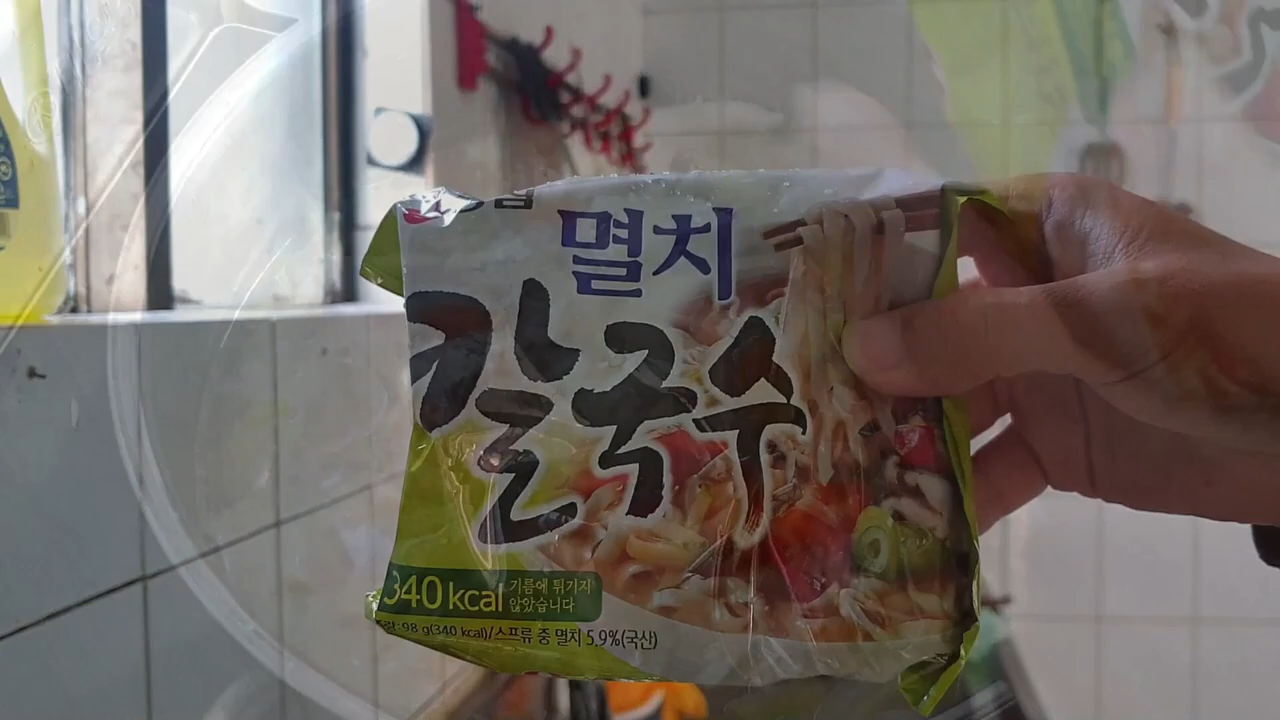 멸치
칼국수
340 kcal 기름에 튀기지
않았습니다
:98 g(340 kcal)/스프류 중 멸치 5.9%(국산)